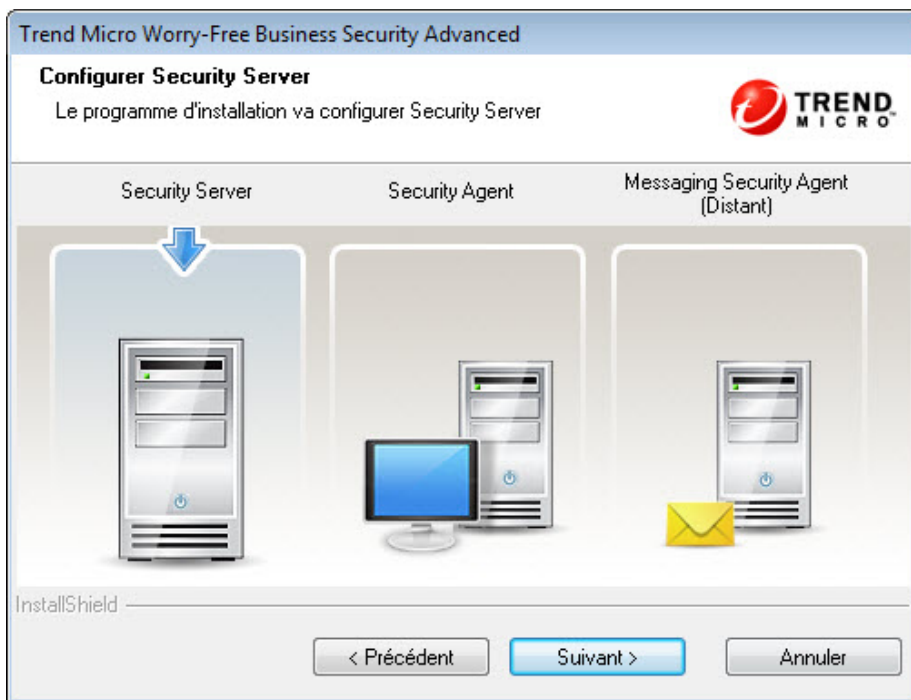 Trend Micro Worry-Free Business Security Advanced
Configurer Security Server
Le programme d'installation va configurer Security Server
TREND
MICRO™
Security Server
Security Agent
Messaging Security Agent
(Distant)
InstallShield
< Précédent
Suivant >
Annuler